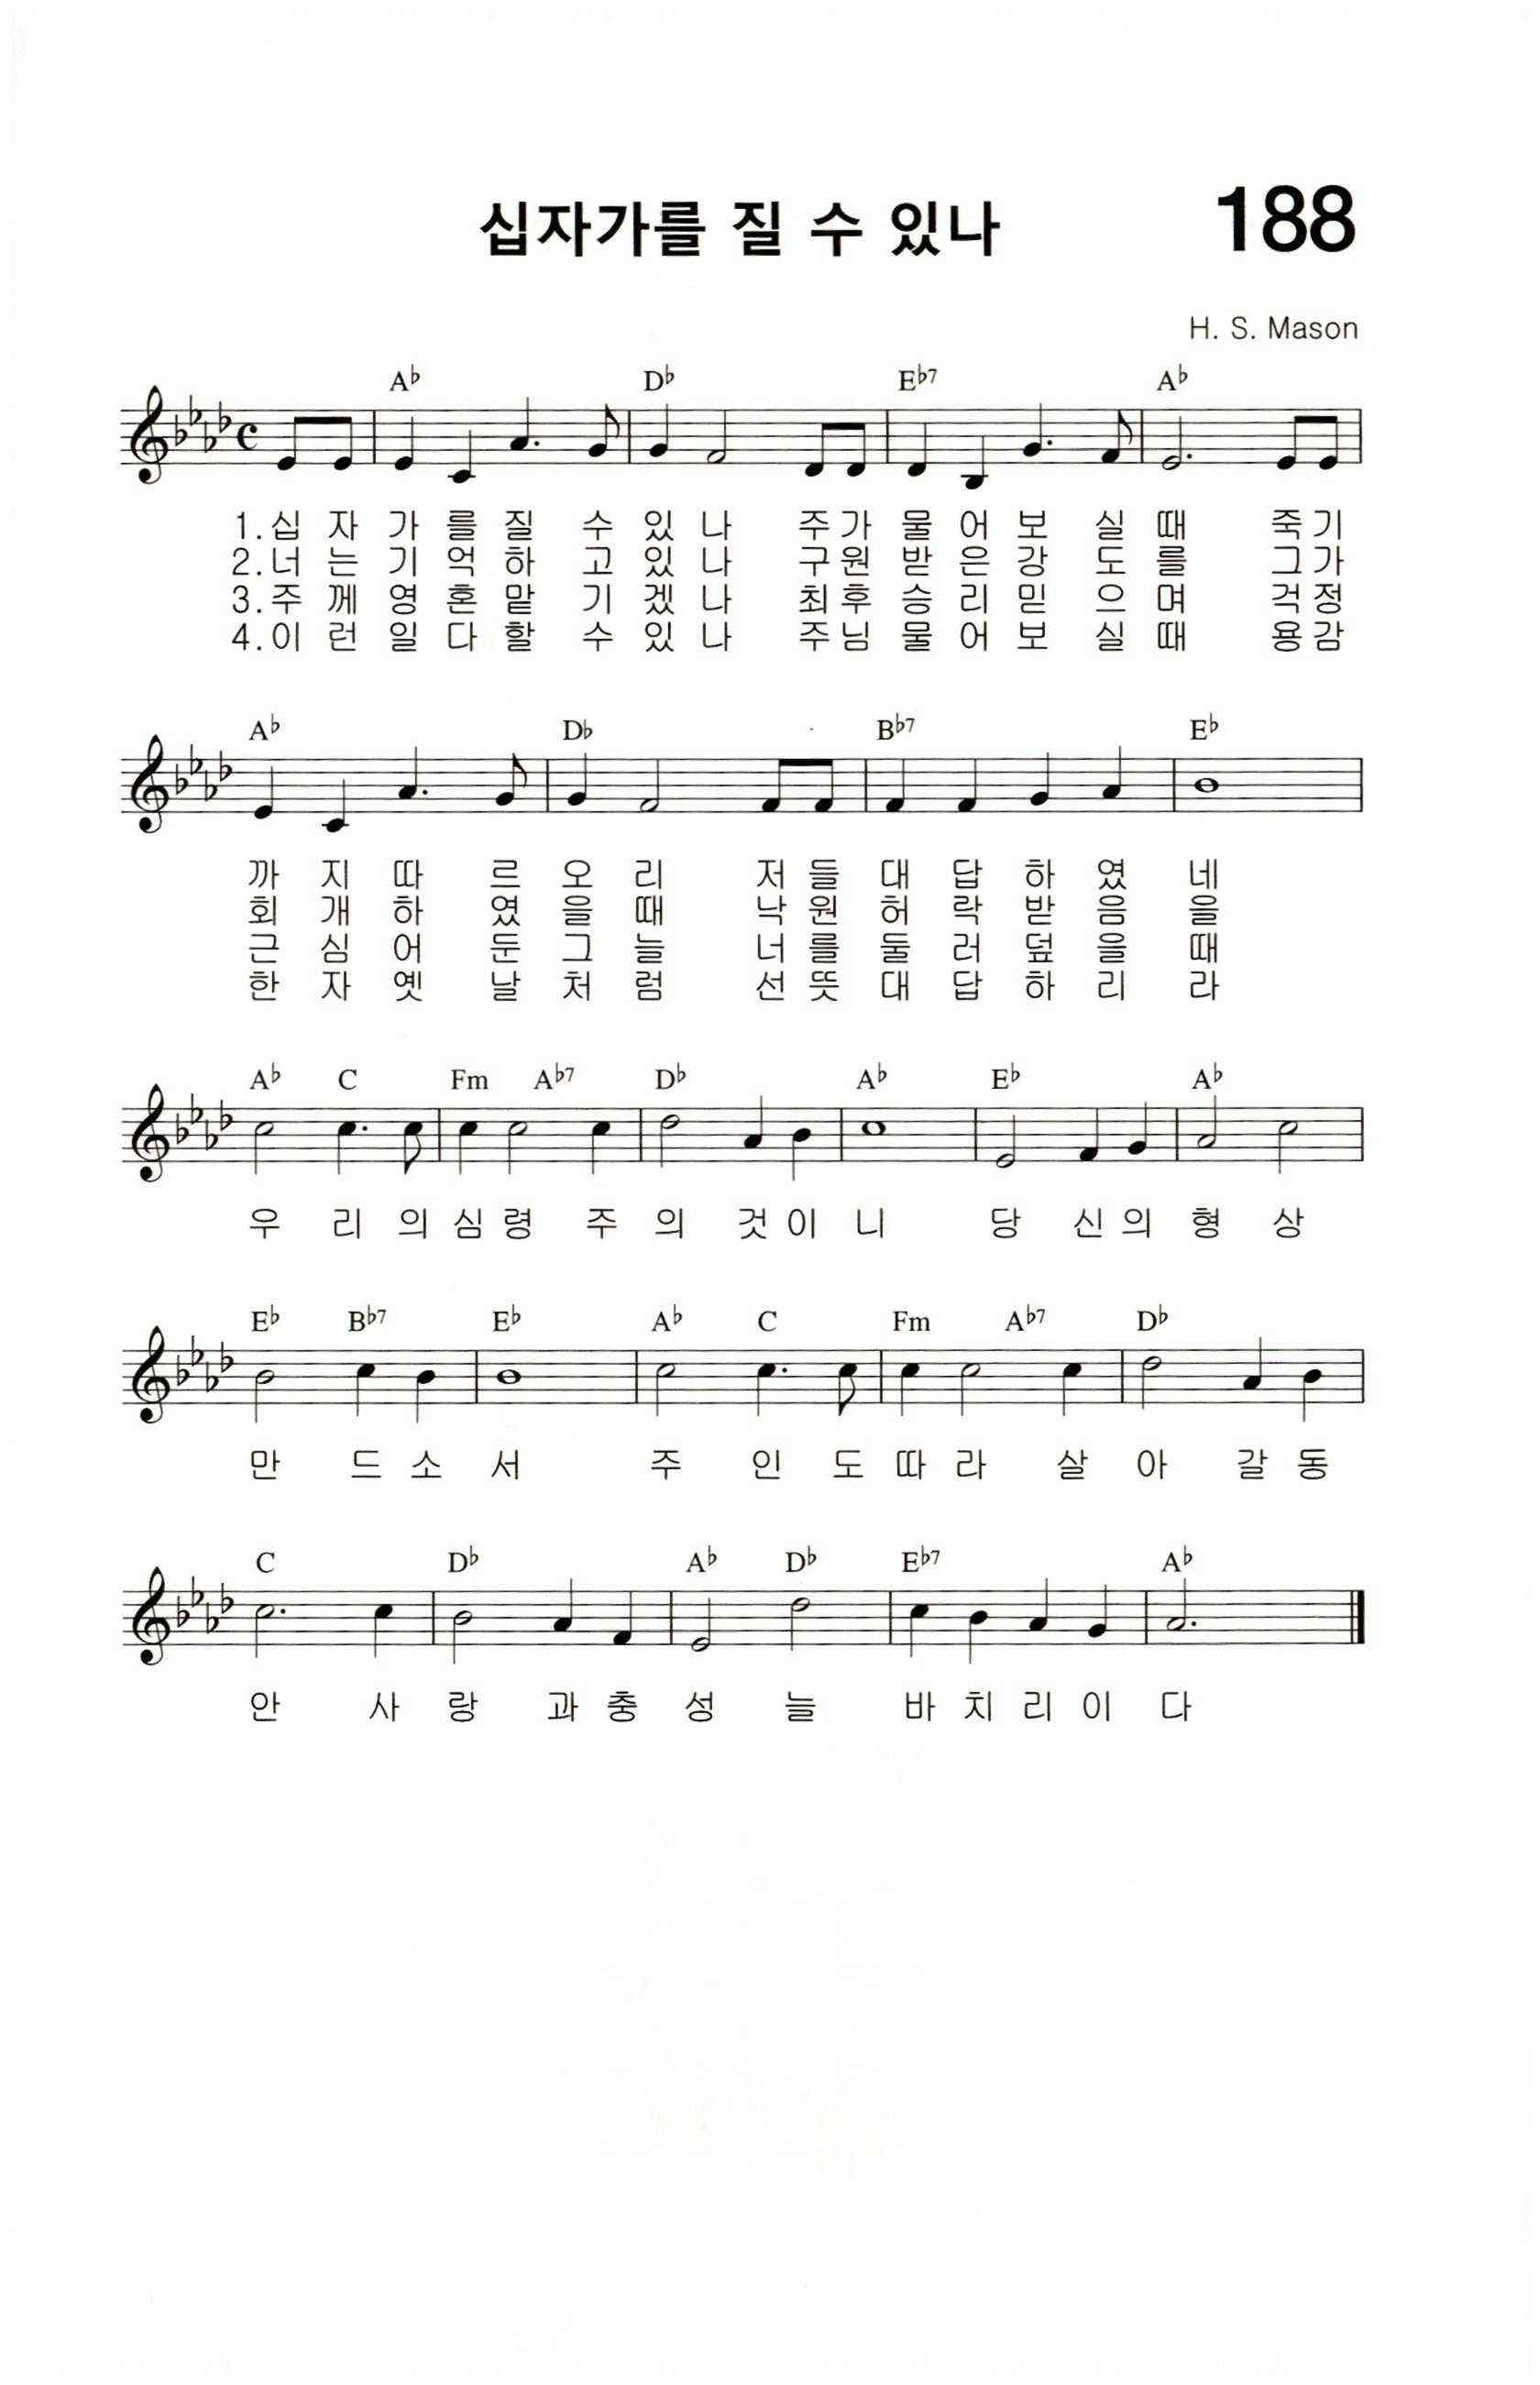 십자가를 질 수 있나 188
H. S. Mason
A♭ D♭ E♭7 A♭
1.십 자 가 를 질 수 있 나 주 가 물 어 보 실 때 죽 기
2.너 는 기 억 하 고 있 나 구 원 받 은 강 도 를 그 가
3.주 께 영 혼 맡 기 겠 나 최 후 승 리 믿 으 며 걱 정
4.이 런 일 다 할 수 있 나 주 님 물 어 보 실 때 용 감
A♭ D♭ B♭7 E♭
까 지 따 르 오 리 저 들 대 답 하 였 네
회 개 하 였 을 때 낙 원 허 락 받 음 을
근 심 어 둔 그 늘 너 를 둘 러 덮 을 때
한 자 옛 날 처 럼 선 뜻 대 답 하 리 라
A♭ C Fm A♭7 D♭ A♭ E♭ A♭
우 리 의 심 령 주 의 것 이 니 당 신 의 형 상
E♭ B♭7 E♭ A♭ C Fm A♭7 D♭
만 드 소 서 주 인 도 따 라 살 아 갈 동
C D♭ A♭ D♭ E♭7 A♭
안 사 랑 과 충 성 늘 바 치 리 이 다